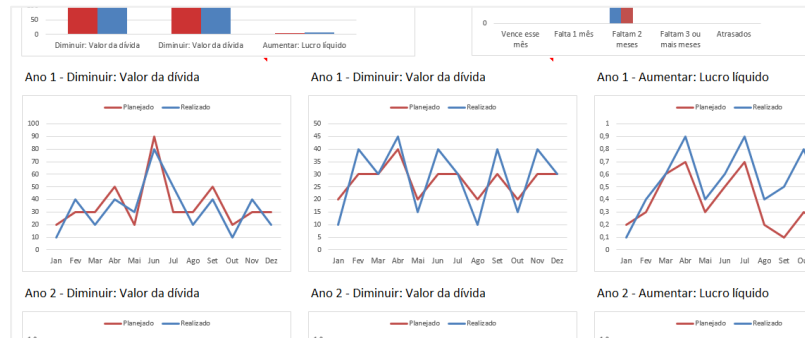 50
0
Diminuir: Valor da dívida Diminuir: Valor da dívida Aumentar: Lucro líquido
0
Vence esse mês Falta 1 mês Faltam 2 meses Faltam 3 ou mais meses Atrasados
Ano 1 - Diminuir: Valor da dívida
Planejado Realizado
100
90
80
70
60
50
40
30
20
10
0
Jan Fev Mar Abr Mai Jun Jul Ago Set Out Nov Dez
Ano 1 - Diminuir: Valor da dívida
Planejado Realizado
50
45
40
35
30
25
20
15
10
5
0
Jan Fev Mar Abr Mai Jun Jul Ago Set Out Nov Dez
Ano 1 - Aumentar: Lucro líquido
Planejado Realizado
1
0,9
0,8
0,7
0,6
0,5
0,4
0,3
0,2
0,1
0
Jan Fev Mar Abr Mai Jun Jul Ago Set
Ano 2 - Diminuir: Valor da dívida
Planejado Realizado
Ano 2 - Diminuir: Valor da dívida
Planejado Realizado
Ano 2 - Aumentar: Lucro líquido
Planejado Realizado